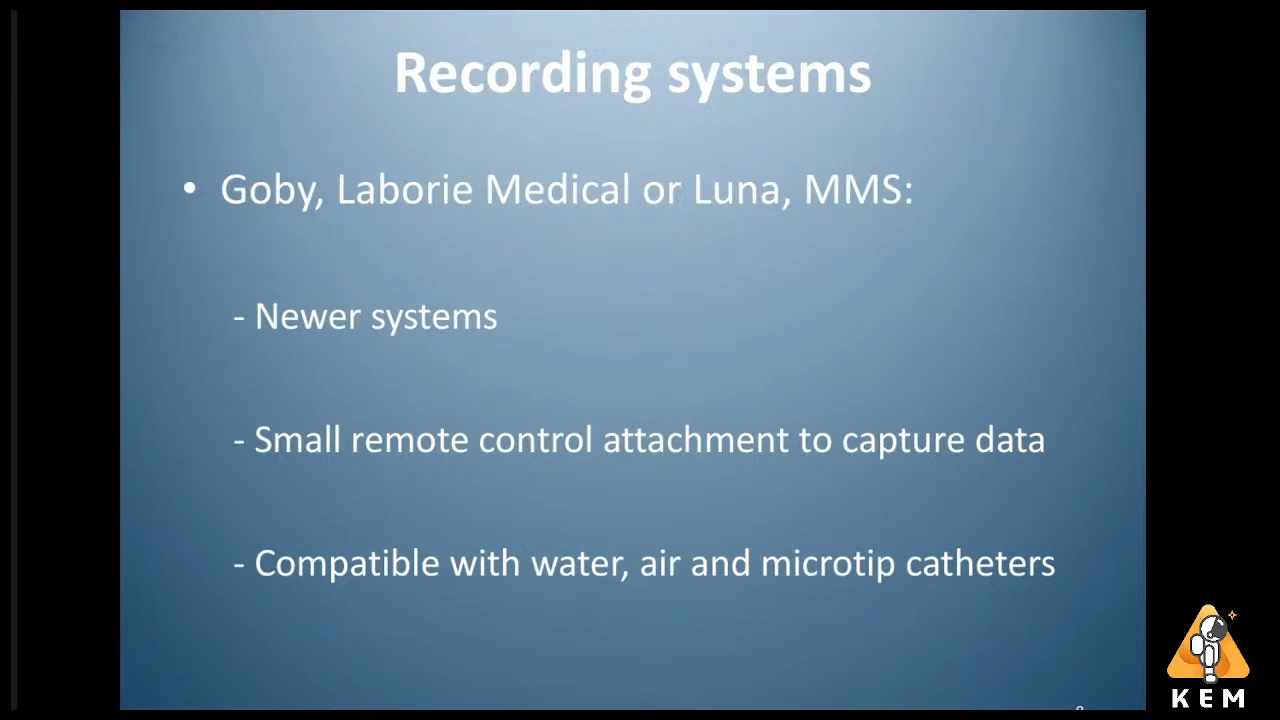 Recording systems
• Goby, Laborie Medical or Luna, MMS:
- Newer systems
- Small remote control attachment to capture data
- Compatible with water, air and microtip catheters
KEM